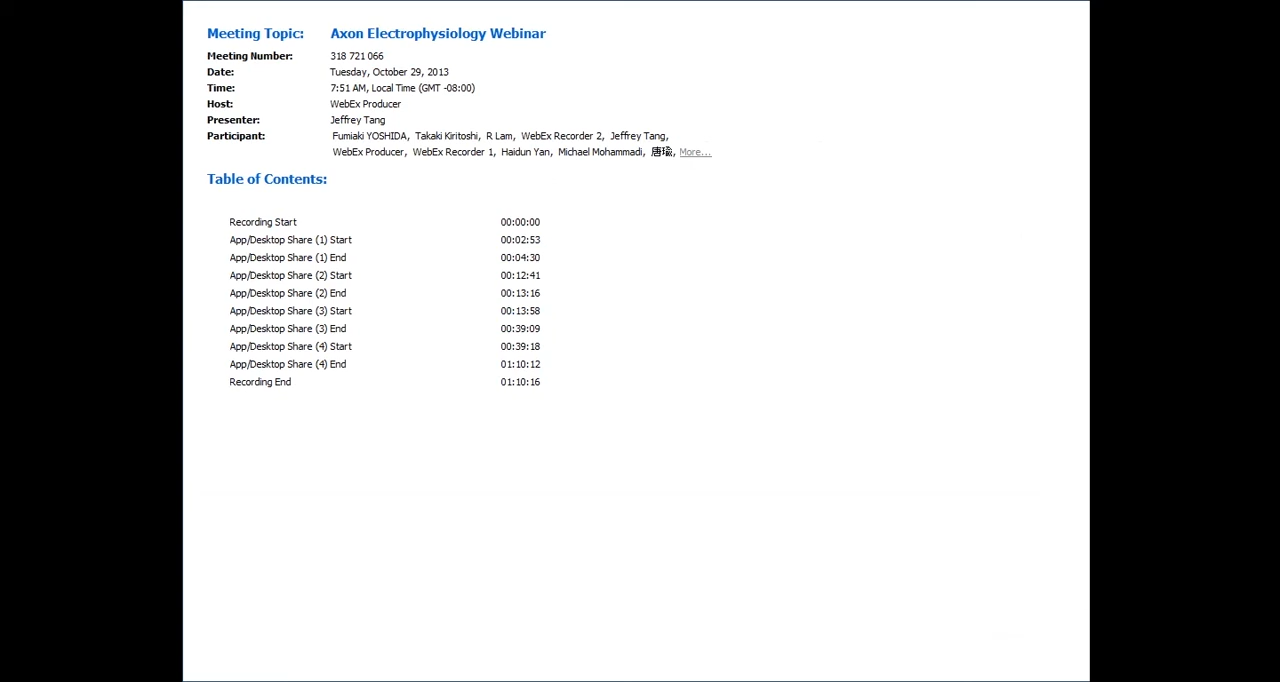 Meeting Topic: Axon Electrophysiology Webinar
Meeting Number: 318 721 066
Date: Tuesday, October 29, 2013
Time: 7:51 AM, Local Time (GMT -08:00)
Host: WebEx Producer
Presenter: Jeffrey Tang
Participant: Fumiaki YOSHIDA, Takaki Kiritoshi, R Lam, WebEx Recorder 2, Jeffrey Tang,
WebEx Producer, WebEx Recorder 1, Haidun Yan, Michael Mohammadi, 唐瑜, More...
Table of Contents:
Recording Start 00:00:00
App/Desktop Share (1) Start 00:02:53
App/Desktop Share (1) End 00:04:30
App/Desktop Share (2) Start 00:12:41
App/Desktop Share (2) End 00:13:16
App/Desktop Share (3) Start 00:13:58
App/Desktop Share (3) End 00:39:09
App/Desktop Share (4) Start 00:39:18
App/Desktop Share (4) End 01:10:12
Recording End 01:10:16